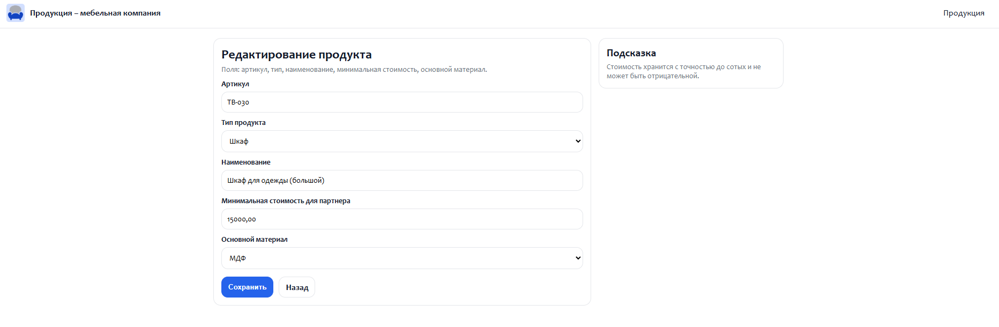 Продукция – мебельная компания
Продукция
Редактирование продукта
Поля: артикул, тип, наименование, минимальная стоимость, основной материал.
Артикул
ТВ-030
Тип продукта
Шкаф
Наименование
Шкаф для одежды (большой)
Минимальная стоимость для партнера
15000,00
Основной материал
МДФ
Сохранить
Назад
Подсказка
Стоимость хранится с точностью до сотых и не
может быть отрицательной.